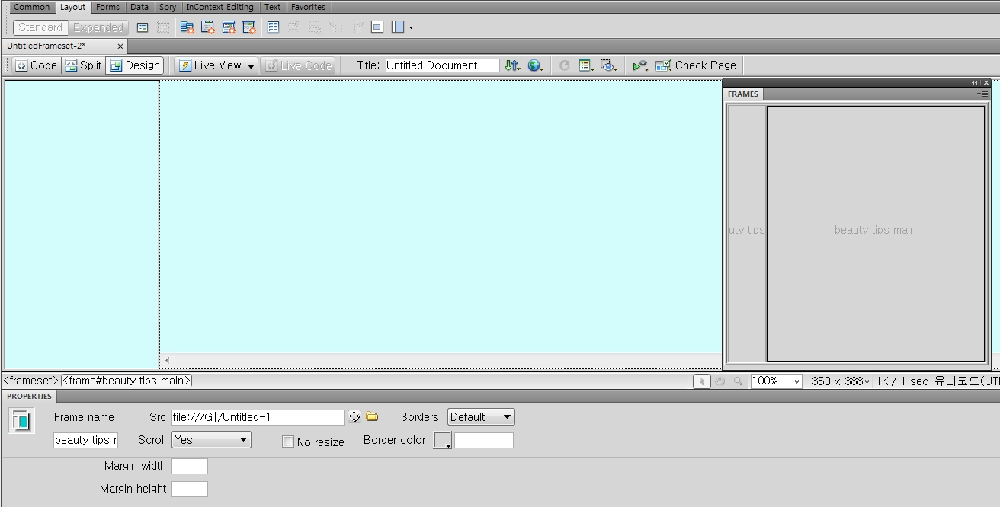 Common Layout Forms Data Spry InContext Editing Text Favorites
Standard Expanded
UntitledFrameset-2*
Code Split Design Live View Live Code Title: Untitled Document Check Page
FRAMES
uty tips beauty tips main
<frameset> <frame#beauty tips main> 100% 1350 x 388 1K / 1 sec 유니코드(UT
PROPERTIES
Frame name Src file:///G|/Untitled-1 Borders Default
beauty tips r Scroll Yes No resize Border color
Margin width
Margin height